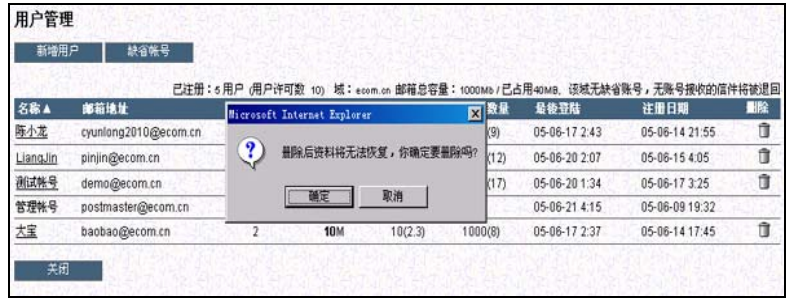 用户管理
新增用户 缺省帐号
已注册：5用户 (用户许可数 10) 域：ecom.cn 邮箱总容量：1000Mb / 已占用40MB。该域无缺省账号，无账号接收的信件将被退回
名称▲ 邮箱地址 数量 最後登陆 注册日期 删除
陈小龙 cyunlong2010@ecom.cn (9) 05-06-17 2:43 05-06-14 21:55
LiangJin pinjin@ecom.cn (12) 05-06-20 2:07 05-06-15 4:05
测试帐号 demo@ecom.cn (17) 05-06-20 1:34 05-06-17 3:25
管理帐号 postmaster@ecom.cn 05-06-21 4:15 05-06-09 19:32
大宝 baobao@ecom.cn 2 10M 10(2.3) 1000(8) 05-06-17 2:37 05-06-14 17:45
Microsoft Internet Explorer
删除后资料将无法恢复，你确定要删除吗?
确定 取消
关闭